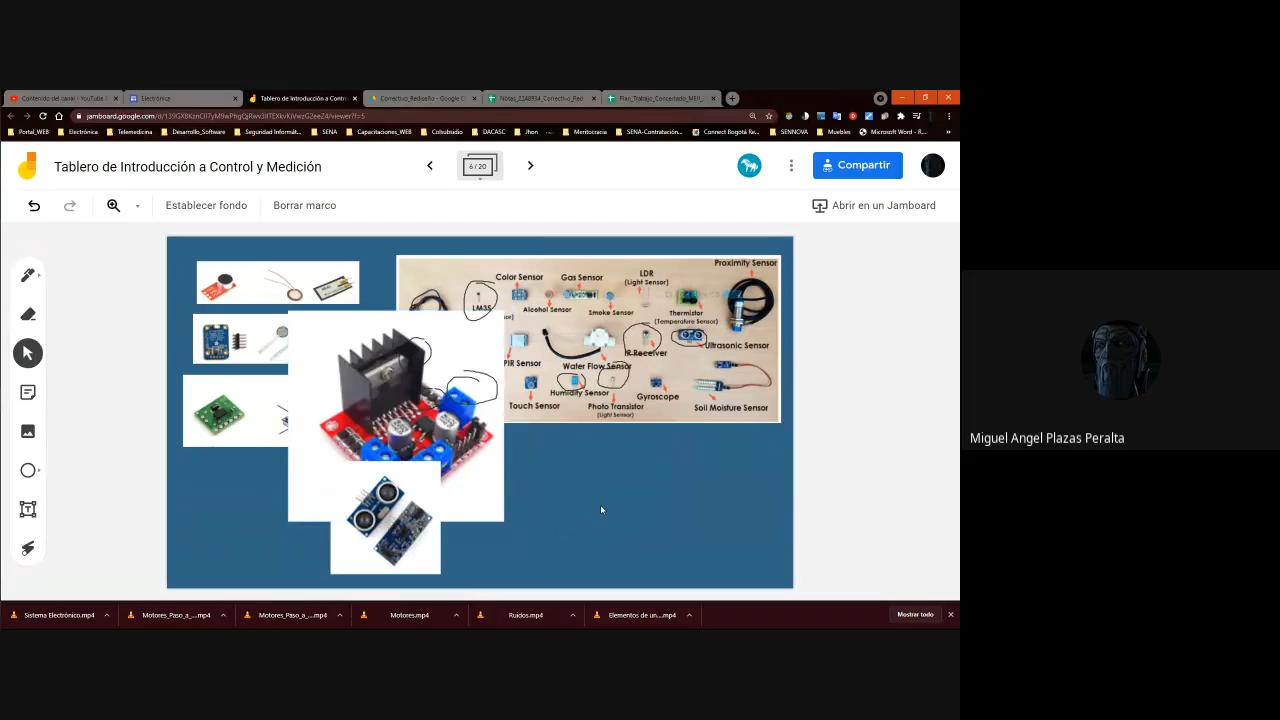 Contenido del canal - YouTube
Electrónica
Tablero de Introducción a Contr
Correctivo_Rediseño - Google D
Notas_2248934_Correctivo_Red
Plan_Trabajo_Concertado_MEII_
Portal_WEB
Electrónica
Telemedicina
Desarrollo_Software
SENA
Seguridad Informát...
Capacitaciones_WEB
Colsubsidio
DACASC
Jhon
Meritocracia
SENA-Contratación...
Connect Bogotá Re...
SENNOVA
Muebles
Microsoft Word - R...
Tablero de Introducción a Control y Medición
6 / 20
Compartir
Establecer fondo
Borrar marco
Abrir en un Jamboard
Proximity Sensor
LDR
(Light Sensor)
Color Sensor
Gas Sensor
LM35
Alcohol Sensor
Smoke Sensor
Thermistor
(Temperature Sensor)
IR Receiver
Ultrasonic Sensor
PIR Sensor
Water Flow Sensor
Humidity Sensor
Gyroscope
Touch Sensor
Photo Transistor
(Light Sensor)
Soil Moisture Sensor
Miguel Angel Plazas Peralta
Sistema Electrónico.mp4
Motores_Paso_a_....mp4
Motores_Paso_a_....mp4
Motores.mp4
Ruidos.mp4
Elementos de un....mp4
Mostrar todo